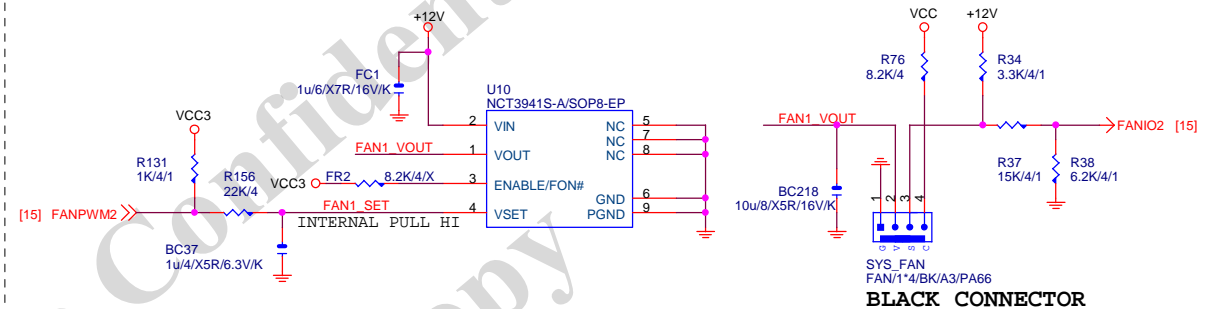 Confidential
Copy
+12V
FC1
1u/6/X7R/16V/K
U10
NCT3941S-A/SOP8-EP
2 VIN
1 VOUT
3 ENABLE/FON#
4 VSET
NC 5
NC 7
NC 8
GND 6
PGND 9
FAN1_VOUT
VCC3
FR2 8.2K/4/X
FAN1_SET
INTERNAL PULL HI
VCC3
R131
1K/4/1
R156
22K/4
[15] FANPWM2
BC37
1u/4/X5R/6.3V/K
VCC
+12V
R76
8.2K/4
R34
3.3K/4/1
FAN1_VOUT
FANIO2 [15]
R37
15K/4/1
R38
6.2K/4/1
BC218
10u/8/X5R/16V/K
1 2 3 4
G V S C
SYS_FAN
FAN/1*4/BK/A3/PA66
BLACK CONNECTOR